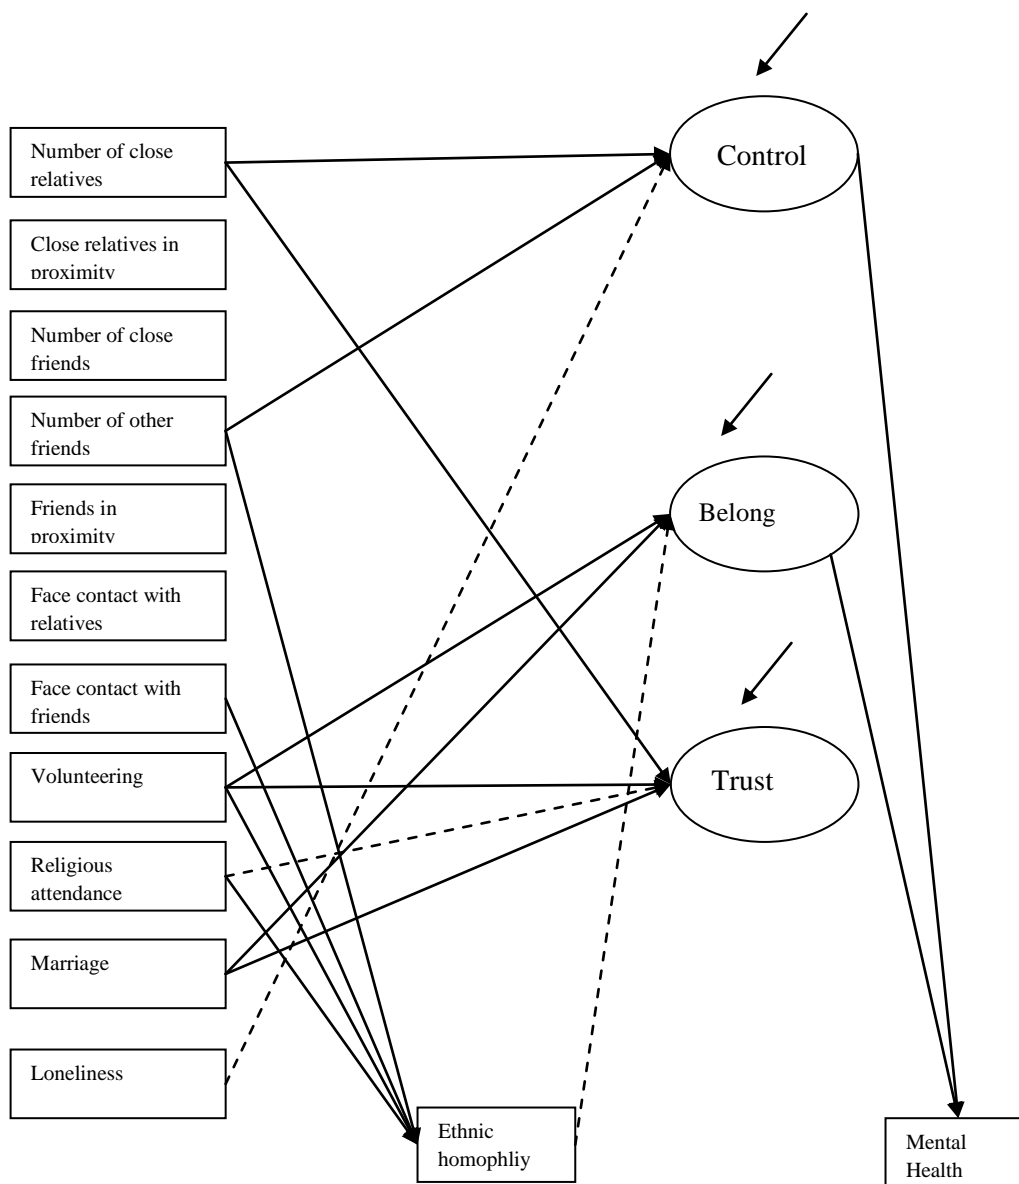 Number of close
relatives
Control
Close relatives in
proximity
Number of close
friends
Number of other
friends
Friends in
proximity
Belong
Face contact with
relatives
Face contact with
friends
Volunteering
Trust
Religious
attendance
Marriage
Loneliness
Ethnic
homophliy
Mental
Health